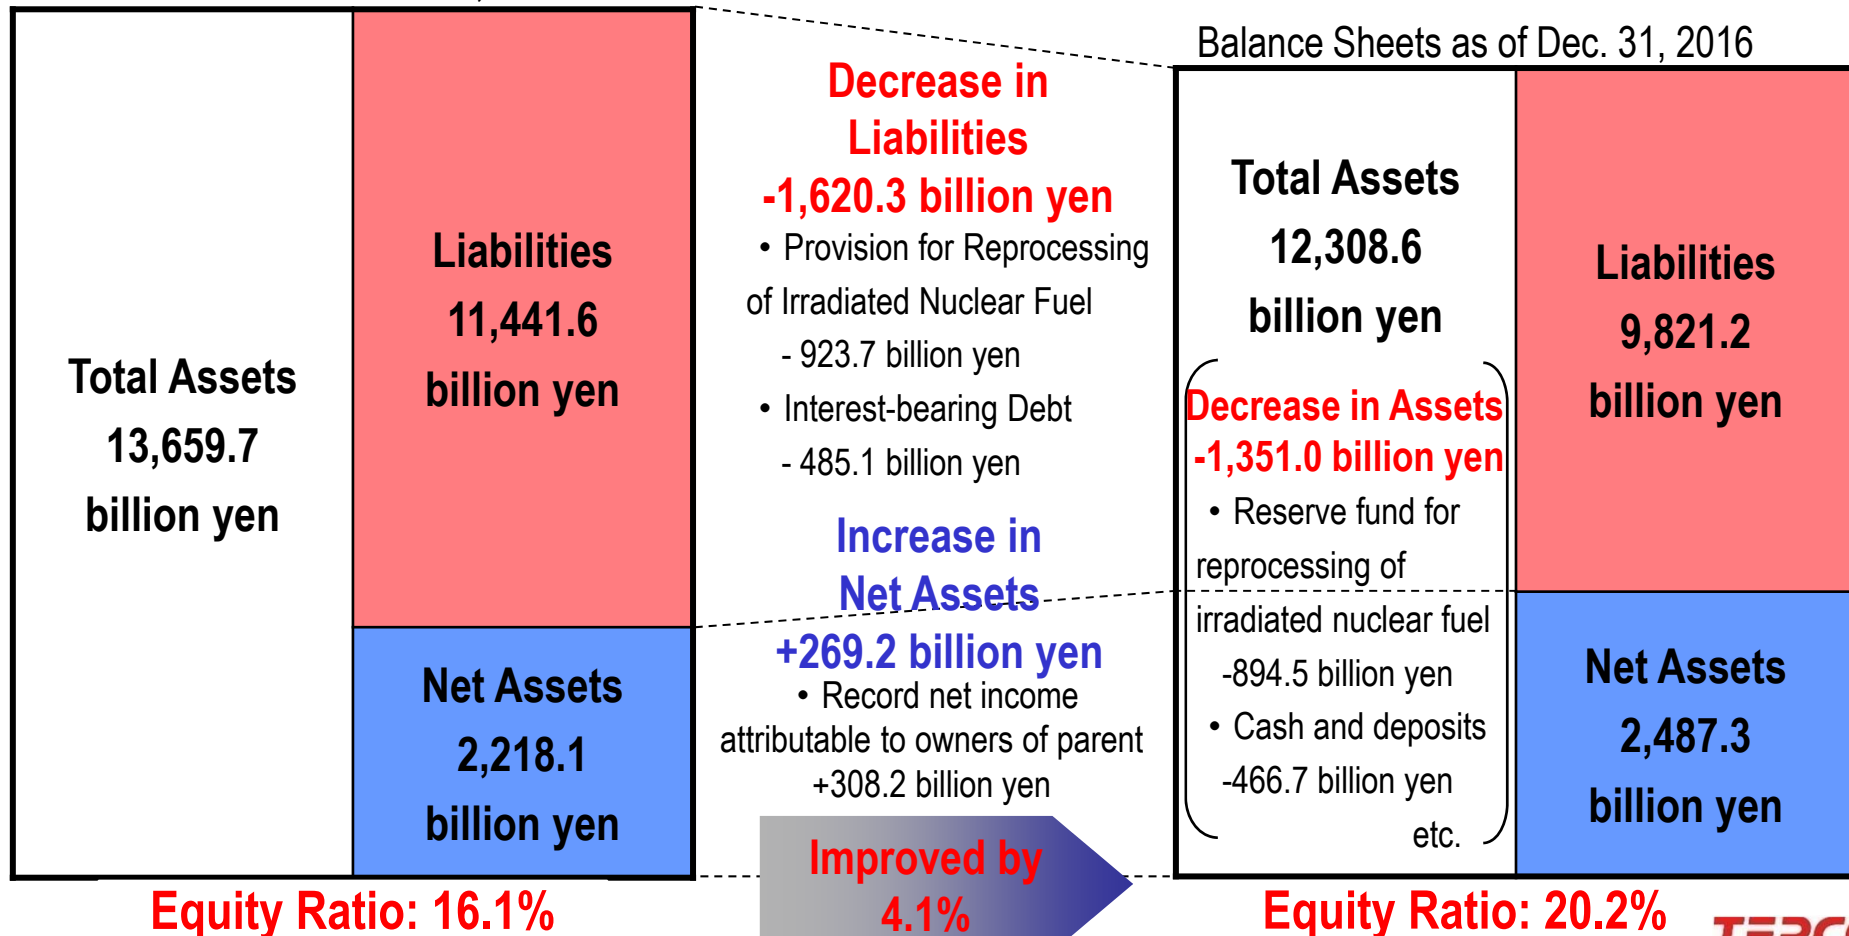 Balance Sheets as of Dec. 31, 2016
Total Assets
13,659.7
billion yen
Liabilities
11,441.6
billion yen
Net Assets
2,218.1
billion yen
Equity Ratio: 16.1%
Decrease in
Liabilities
-1,620.3 billion yen
• Provision for Reprocessing
of Irradiated Nuclear Fuel
- 923.7 billion yen
• Interest-bearing Debt
- 485.1 billion yen
Increase in
Net Assets
+269.2 billion yen
• Record net income
attributable to owners of parent
+308.2 billion yen
Improved by
4.1%
Total Assets
12,308.6
billion yen
Decrease in Assets
-1,351.0 billion yen
• Reserve fund for
reprocessing of
irradiated nuclear fuel
-894.5 billion yen
• Cash and deposits
-466.7 billion yen
etc.
Liabilities
9,821.2
billion yen
Net Assets
2,487.3
billion yen
Equity Ratio: 20.2%